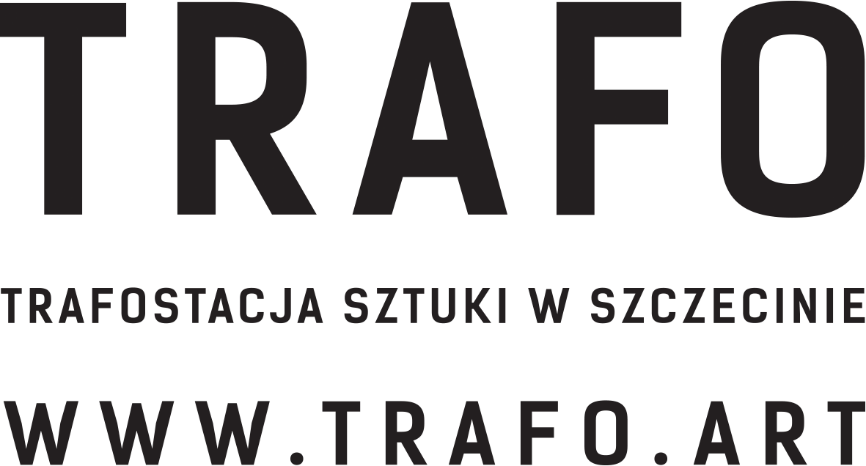 TRAFO
TRAFOSTACJA SZTUKI W SZCZECINIE
WWW.TRAFO.ART